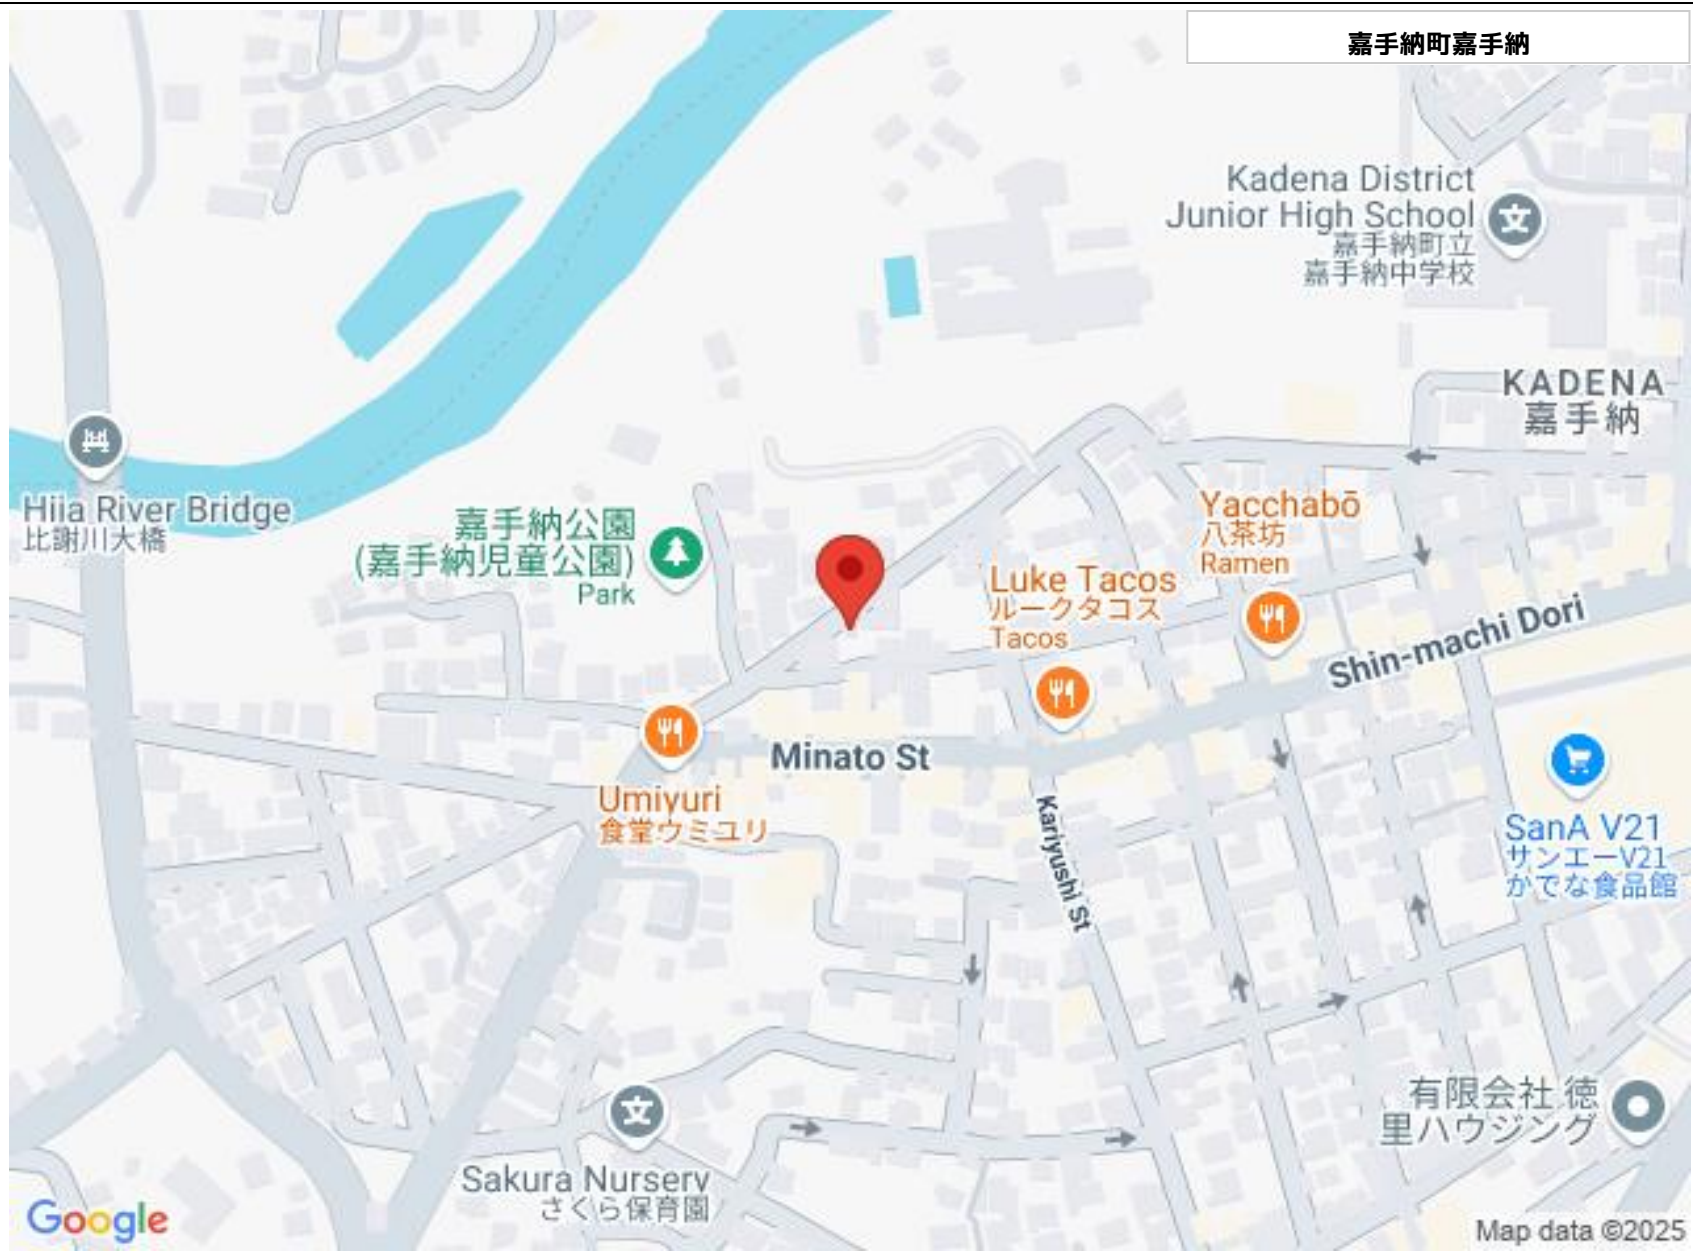 嘉手納町嘉手納
Kadena District
Junior High School
嘉手納町立
嘉手納中学校
KADENA
嘉手納
Hija River Bridge
比謝川大橋
嘉手納公園
(嘉手納児童公園)
Park
Yacchabō
八茶坊
Ramen
Luke Tacos
ルークタコス
Tacos
Shin-machi Dori
Minato St
Umiyuri
食堂ウミユリ
Kariyushi St
SanA V21
サンエーV21
かでな食品館
有限会社 徳
里ハウジング
Sakura Nursery
さくら保育園
Google
Map data ©2025